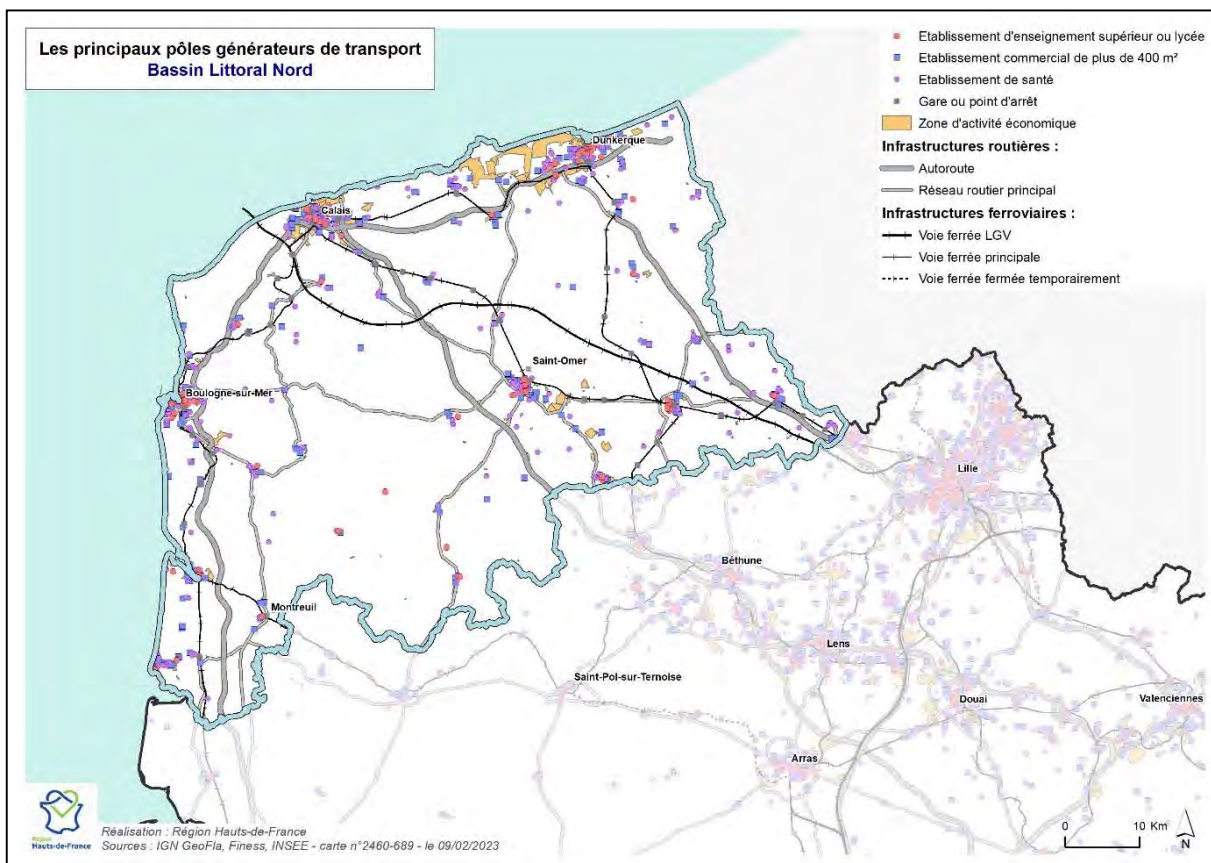 Les principaux pôles générateurs de transport
Bassin Littoral Nord
Etablissement d'enseignement supérieur ou lycée
Etablissement commercial de plus de 400 m²
Etablissement de santé
Gare ou point d'arrêt
Zone d'activité économique
Infrastructures routières :
Autoroute
Réseau routier principal
Infrastructures ferroviaires :
Voie ferrée LGV
Voie ferrée principale
Voie ferrée fermée temporairement
Dunkerque
Calais
Saint-Omer
Boulogne-sur-Mer
Lille
Béthune
Montreuil
Lens
Saint-Pol-sur-Ternoise
Douai
Valenciennes
Arras
0 10 Km
N
Région
Hauts-de-France
Réalisation : Région Hauts-de-France
Sources : IGN GeoFla, Finess, INSEE - carte n°2460-689 - le 09/02/2023